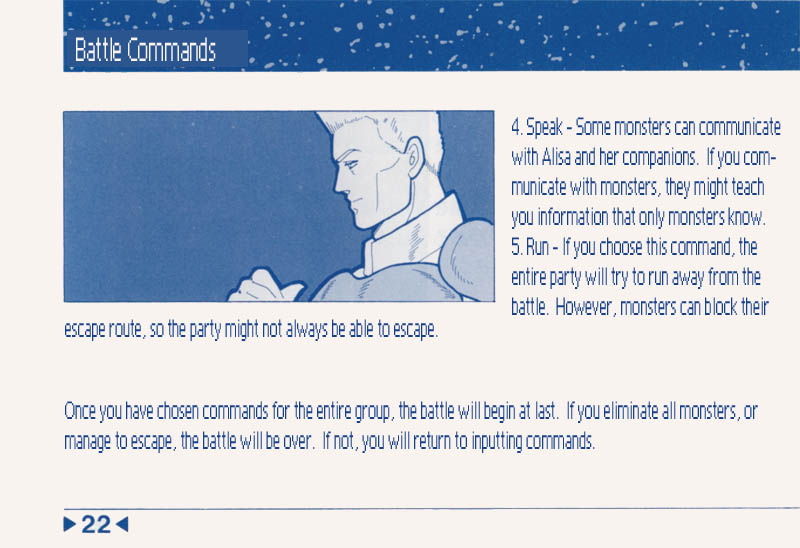 Battle Commands
4. Speak - Some monsters can communicate
with Alisa and her companions.  If you com-
municate with monsters, they might teach
you information that only monsters know.
5. Run - If you choose this command, the
entire party will try to run away from the
battle.  However, monsters can block their
escape route, so the party might not always be able to escape.
Once you have chosen commands for the entire group, the battle will begin at last.  If you eliminate all monsters, or
manage to escape, the battle will be over.  If not, you will return to inputting commands.
22